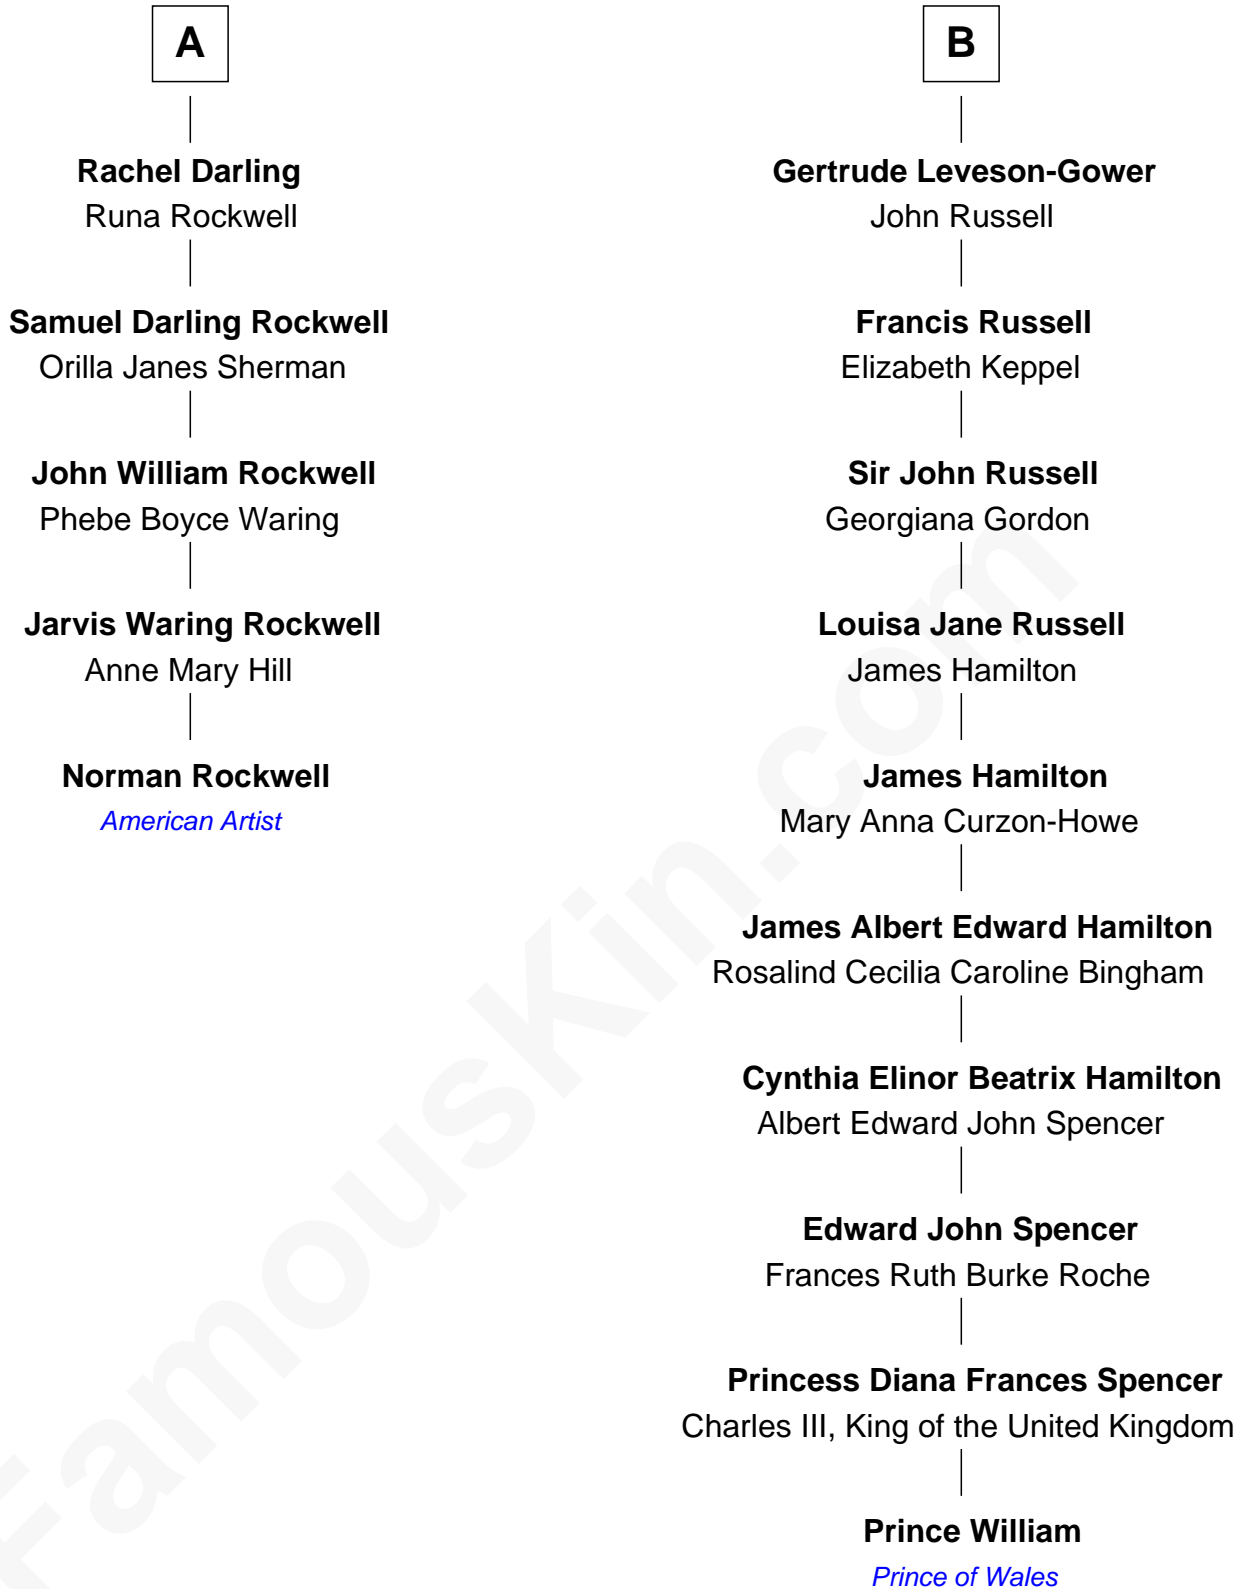 A
Rachel Darling
Runa Rockwell
Samuel Darling Rockwell
Orilla Janes Sherman
John William Rockwell
Phebe Boyce Waring
Jarvis Waring Rockwell
Anne Mary Hill
Norman Rockwell
American Artist
B
Gertrude Leveson-Gower
John Russell
Francis Russell
Elizabeth Keppel
Sir John Russell
Georgiana Gordon
Louisa Jane Russell
James Hamilton
James Hamilton
Mary Anna Curzon-Howe
James Albert Edward Hamilton
Rosalind Cecilia Caroline Bingham
Cynthia Elinor Beatrix Hamilton
Albert Edward John Spencer
Edward John Spencer
Frances Ruth Burke Roche
Princess Diana Frances Spencer
Charles III, King of the United Kingdom
Prince William
Prince of Wales
FamousKin.com